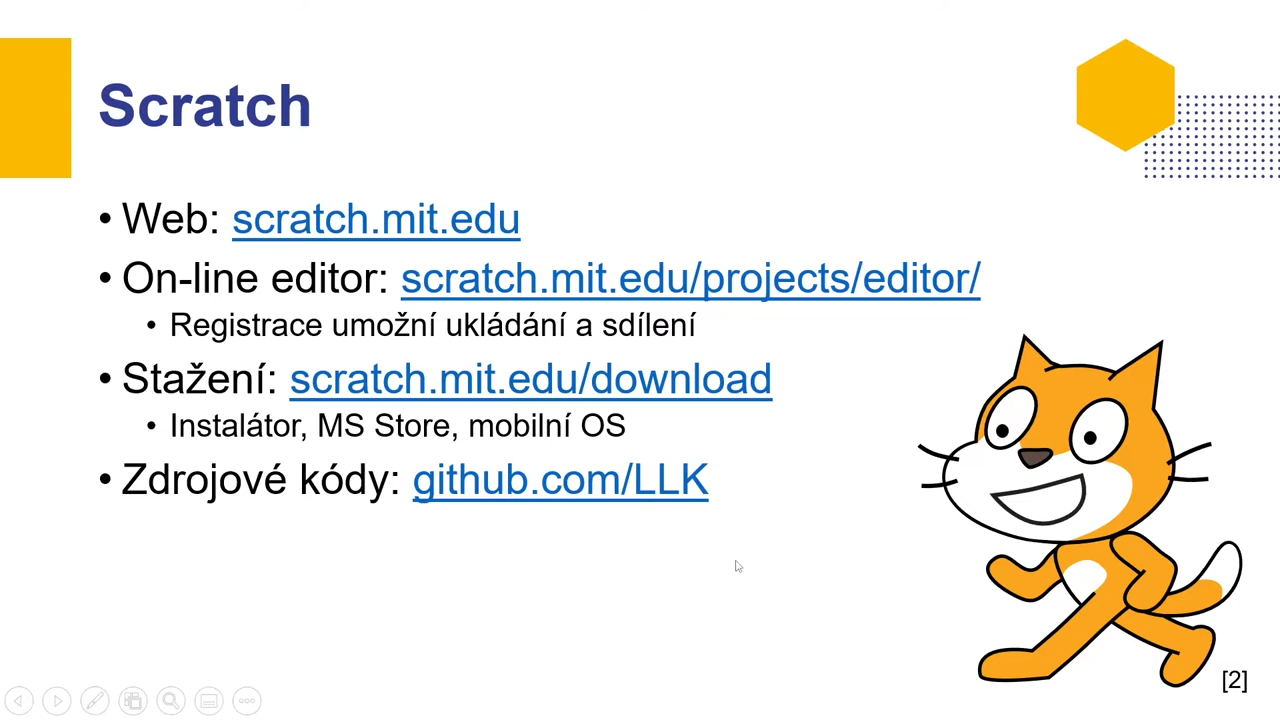 Scratch
• Web: scratch.mit.edu
• On-line editor: scratch.mit.edu/projects/editor/
• Registrace umožní ukládání a sdílení
• Stažení: scratch.mit.edu/download
• Instalátor, MS Store, mobilní OS
• Zdrojové kódy: github.com/LLK
[2]